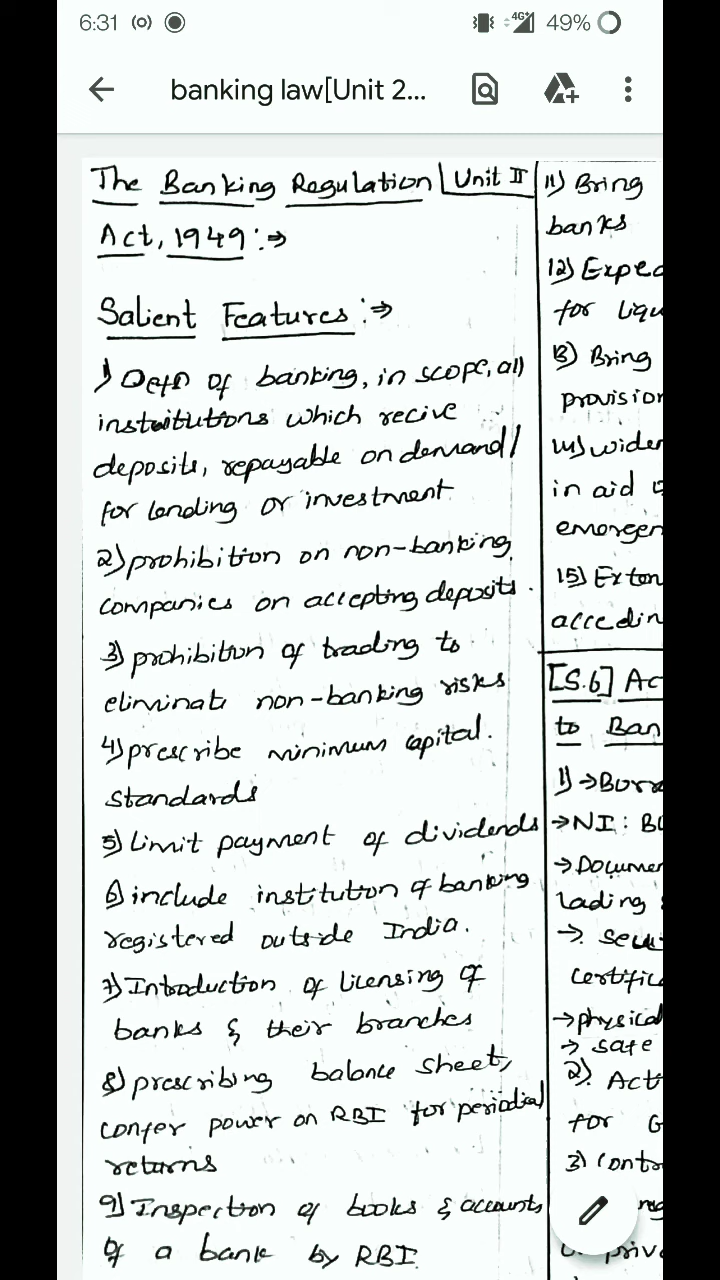 6:31
4G+
49%
banking law[Unit 2...
The Banking Regulation Unit II
Act, 1949 :⇒
Salient Features :⇒
1) Defn of banking, in scope, all
instuitutions which recive
deposits, repayable on demand/
for lending or investment
2) prohibition on non-banking
companies on accepting deposits.
3) prohibition of trading to
eliminate non-banking risks
4) prescribe minimum capital.
standards
5) limit payment of dividends
6) include institution of banking
registered outside India.
7) Introduction of licensing of
banks & their branches
8) prescribing balance sheet,
confer power on RBI for periodial
returns
9) Inspection of books & accounts
of a bank by RBI
11) Bring
banks
12) Exped
for liqu
13) Bring
provision
14) wider
in aid
emergen
15) Exten
accedin
[S.6] Ac
to Ban
1) → Borr
→ NI: B
→ Documen
lading
→ secu
certific
→ physical
→ safe
2). Act
for G
3) contr
priv